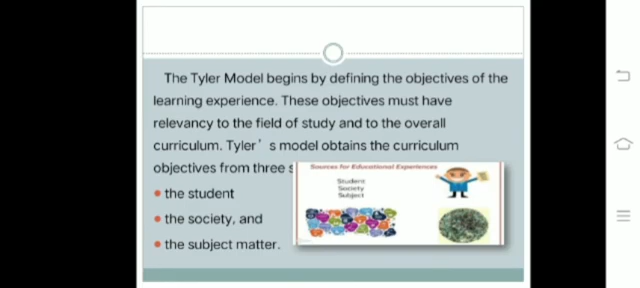 The Tyler Model begins by defining the objectives of the
learning experience. These objectives must have
relevancy to the field of study and to the overall
curriculum. Tyler’s model obtains the curriculum
objectives from three
• the student
• the society, and
• the subject matter.
Sources for Educational Experiences
Student
Society
Subject